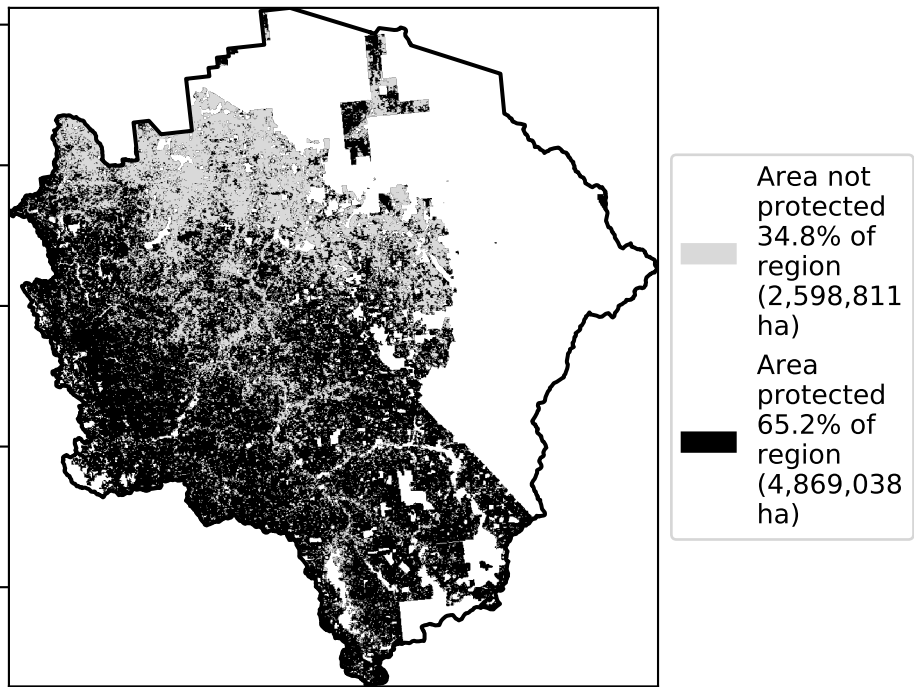 Area not
protected
34.8% of
region
(2,598,811
ha)
Area
protected
65.2% of
region
(4,869,038
ha)